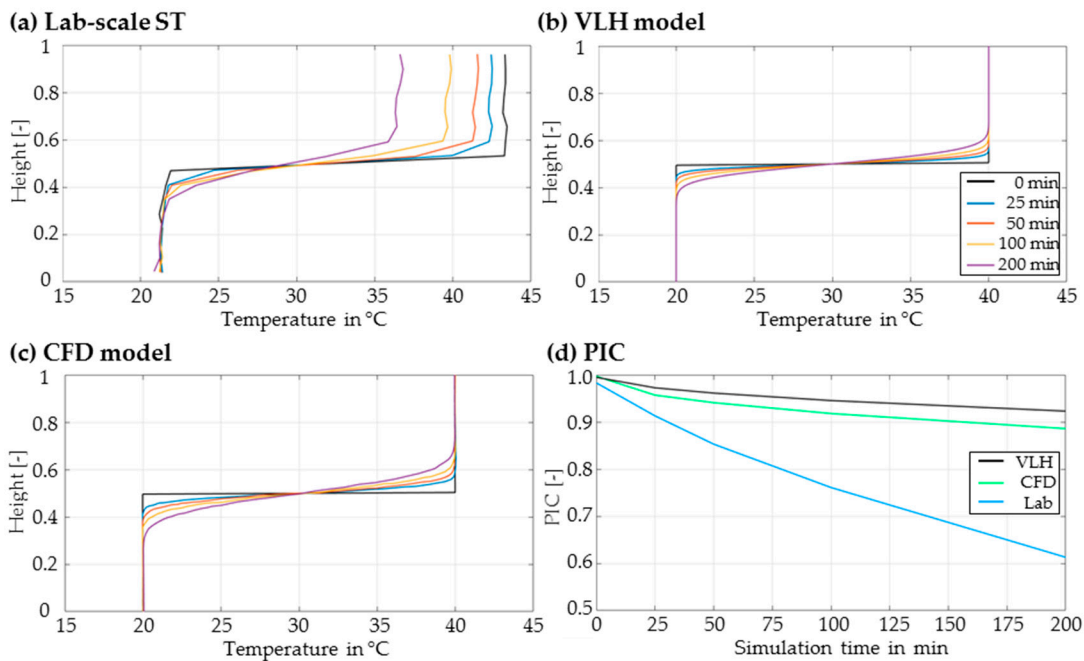 (a) Lab-scale ST
Height [-]
1
0.8
0.6
0.4
0.2
0
15 20 25 30 35 40 45
Temperature in °C
(b) VLH model
Height [-]
1
0.8
0.6
0.4
0.2
0
0 min
25 min
50 min
100 min
200 min
15 20 25 30 35 40 45
Temperature in °C
(c) CFD model
Height [-]
1
0.8
0.6
0.4
0.2
0
15 20 25 30 35 40 45
Temperature in °C
(d) PIC
PIC [-]
1.0
0.9
0.8
0.7
0.6
0.5
VLH
CFD
Lab
0 25 50 75 100 125 150 175 200
Simulation time in min